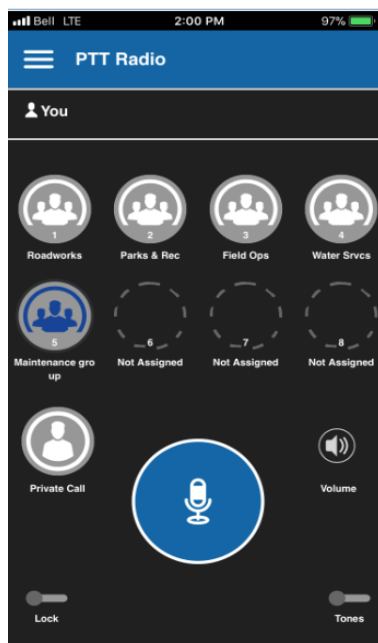 Bell LTE 2:00 PM 97%
PTT Radio
You
1 2 3 4
Roadworks Parks & Rec Field Ops Water Srvcs
5 6 7 8
Maintenance gro Not Assigned Not Assigned Not Assigned
up
Private Call Volume
Lock Tones